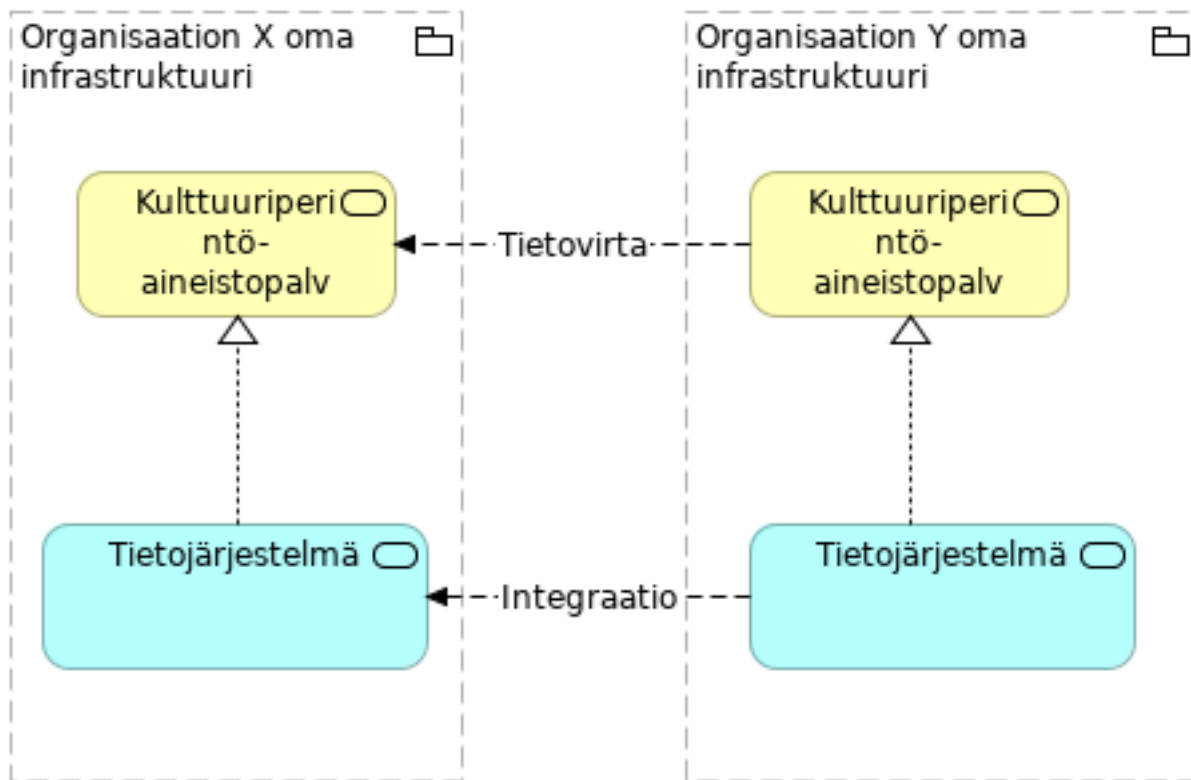 Organisaation X oma
infrastruktuuri
Organisaation Y oma
infrastruktuuri
Kulttuuriperi
ntö-
aineistopalv
Tietovirta
Kulttuuriperi
ntö-
aineistopalv
Tietojärjestelmä
Integraatio
Tietojärjestelmä